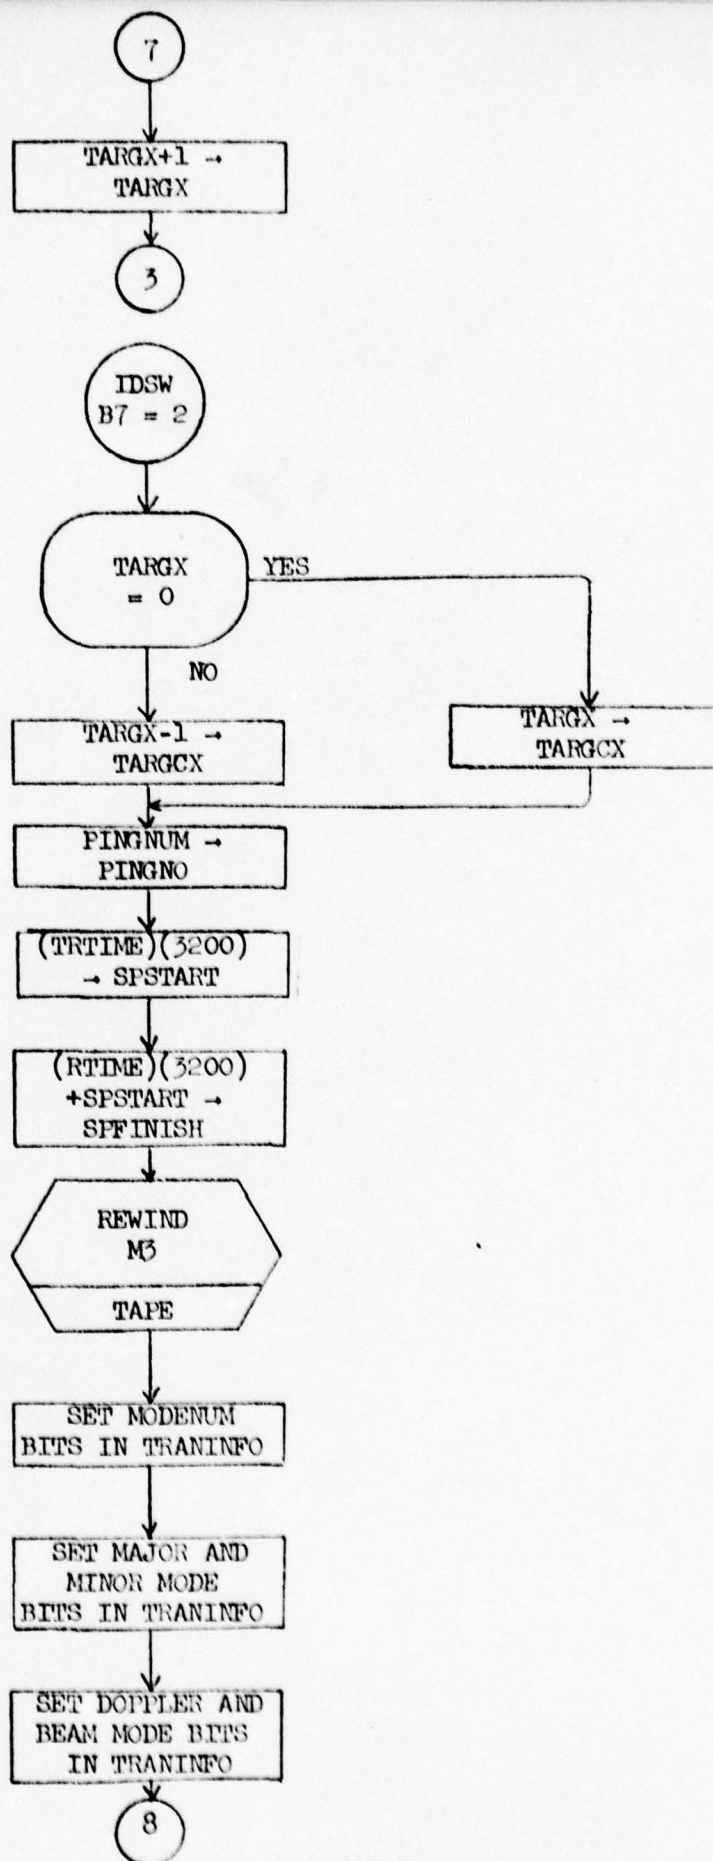 7
TARGX+1 →
TARGX
3
IDSW
B7 = 2
TARGX
= 0
YES
NO
TARGX-1 →
TARGCX
TARGX →
TARGCX
PINGNUM →
PINGNO
(TRTIME)(3200)
→ SPSTART
(RTIME)(3200)
+SPSTART →
SPFINISH
REWIND
M3
TAPE
SET MODENUM
BITS IN TRANINFO
SET MAJOR AND
MINOR MODE
BITS IN TRANINFO
SET DOPPLER AND
BEAM MODE BITS
IN TRANINFO
8